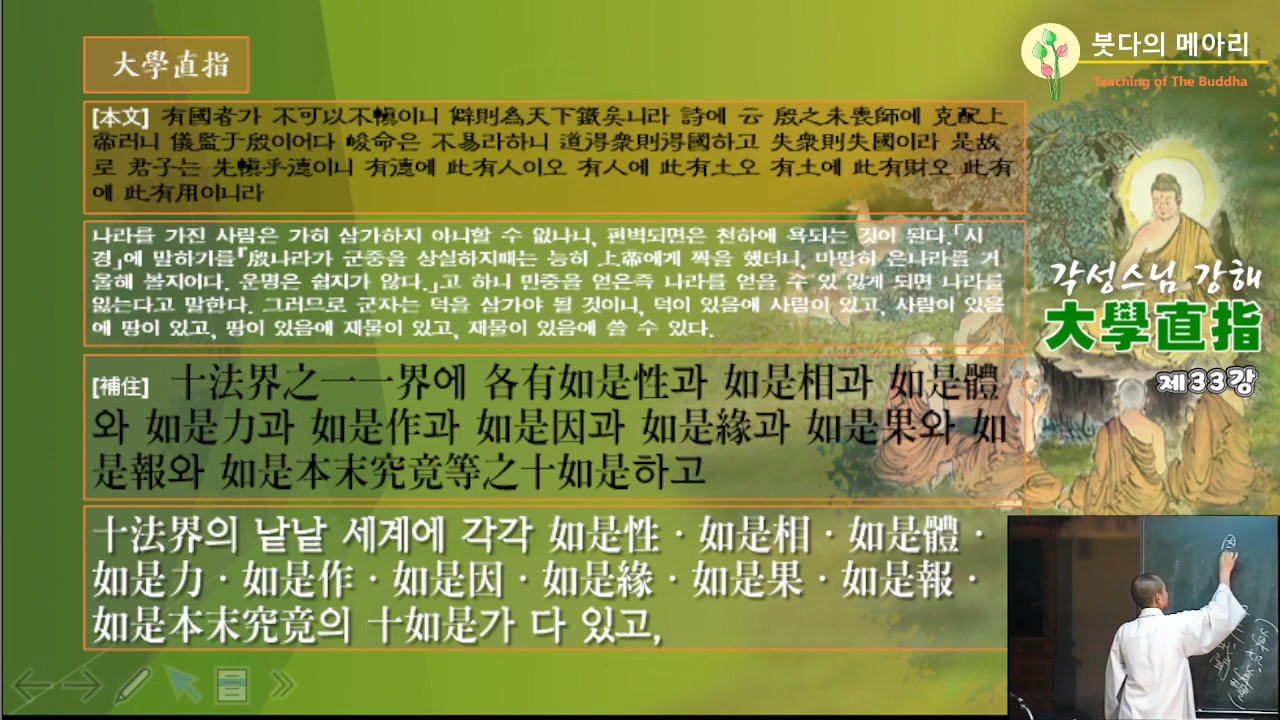 大學直指
붓다의 메아리
Teaching of The Buddha
[本文] 有國者가 不可以不愼이니 僻則為天下僇矣니라 詩에 云 殷之未喪師에 克配上
帝러니 儀監于殷이어다 峻命은 不易라하니 道得衆則得國하고 失衆則失國이라 是故
로 君子는 先愼乎德이니 有德에 此有人이오 有人에 此有土오 有土에 此有財오 此有
에 此有用이니라
나라를 가진 사람은 가히 삼가하지 아니할 수 없나니, 편벽되면은 천하에 욕되는 것이 된다.「시
경」에 말하기를『殷나라가 군중을 상실하지때는 능히 上帝에게 짝을 했더니, 마땅히 은나라를 거
울해 볼지어다. 운명은 쉽지가 않다.」고 하니 민중을 얻은즉 나라를 얻을 수 있 잃게 되면 나라를
잃는다고 말한다. 그러므로 군자는 덕을 삼가야 될 것이니, 덕이 있음에 사람이 있고, 사람이 있음
에 땅이 있고, 땅이 있음에 재물이 있고, 재물이 있음에 쓸 수 있다.
[補住] 十法界之一一界에 各有如是性과 如是相과 如是體
와 如是力과 如是作과 如是因과 如是緣과 如是果와 如
是報와 如是本末究竟等之十如是하고
十法界의 낱낱 세계에 각각 如是性·如是相·如是體·
如是力·如是作·如是因·如是緣·如是果·如是報·
如是本末究竟의 十如是가 다 있고,
각성스님 강해
大學直指
제33강